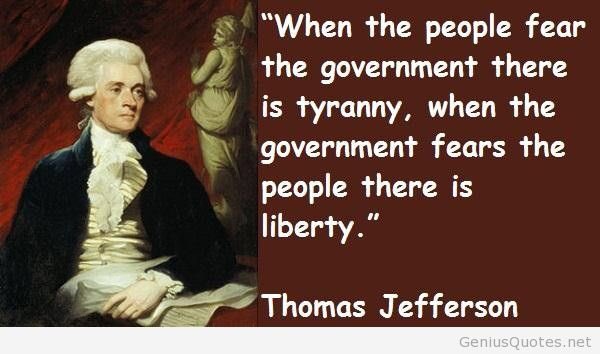 “When the people fear
the government there
is tyranny, when the
government fears the
people there is
liberty.”
Thomas Jefferson
GeniusQuotes.net